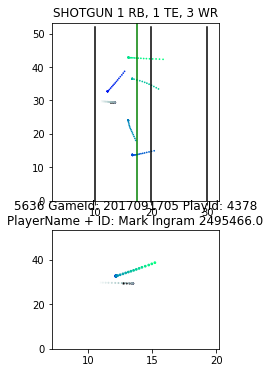 SHOTGUN 1 RB, 1 TE, 3 WR
50
40
30
20
10
0
10 20 30
5636 GameId: 2017091705 PlayId: 4378
PlayerName + ID: Mark Ingram 2495466.0
40
20
0
10 15 20